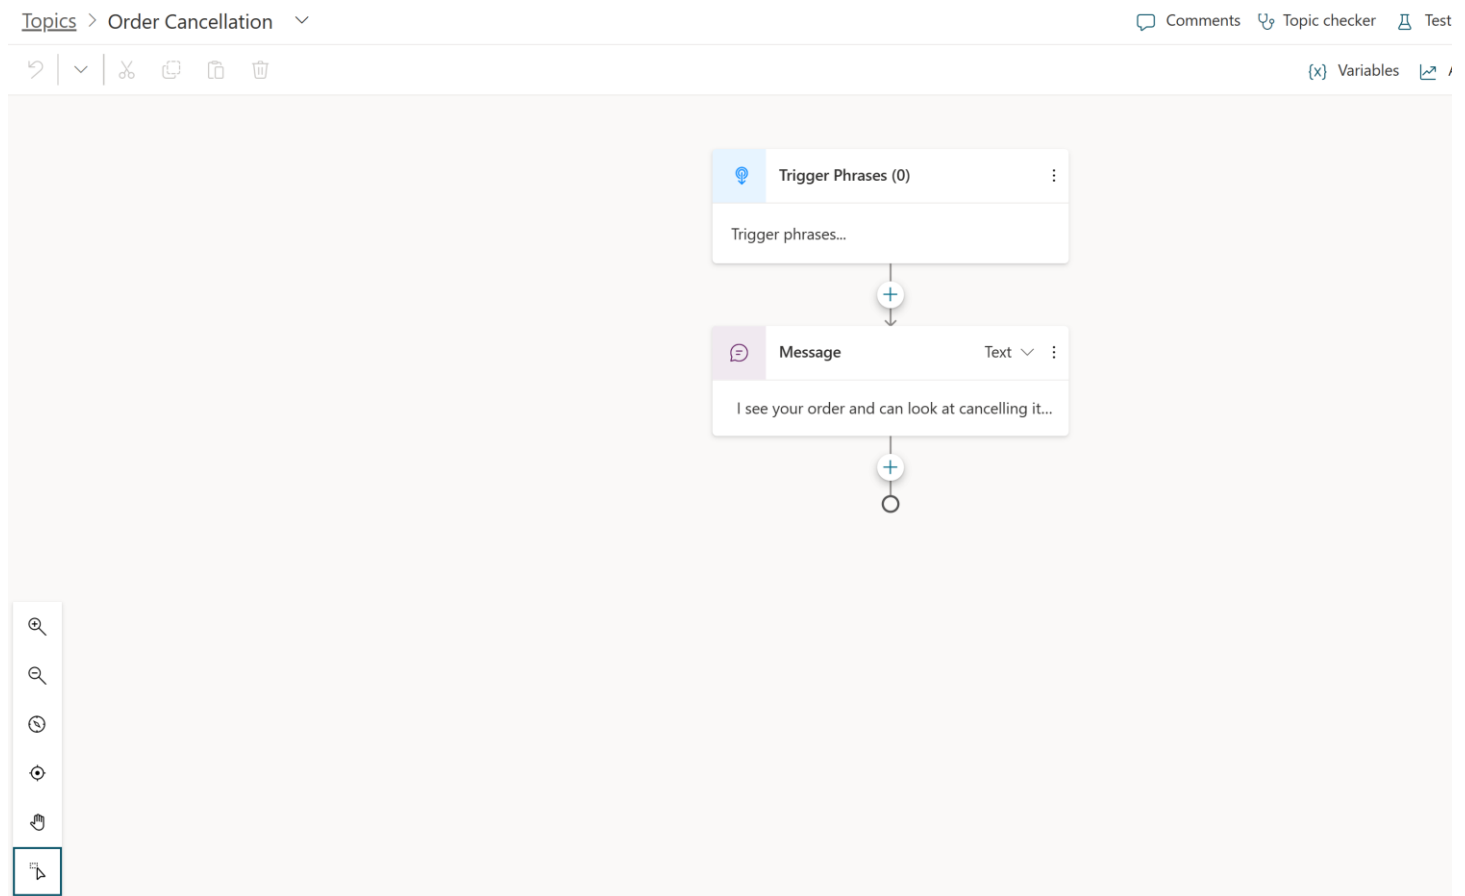 Topics > Order Cancellation
Comments
Topic checker
Test
{x} Variables
Trigger Phrases (0)
Trigger phrases...
Message
Text
I see your order and can look at cancelling it...